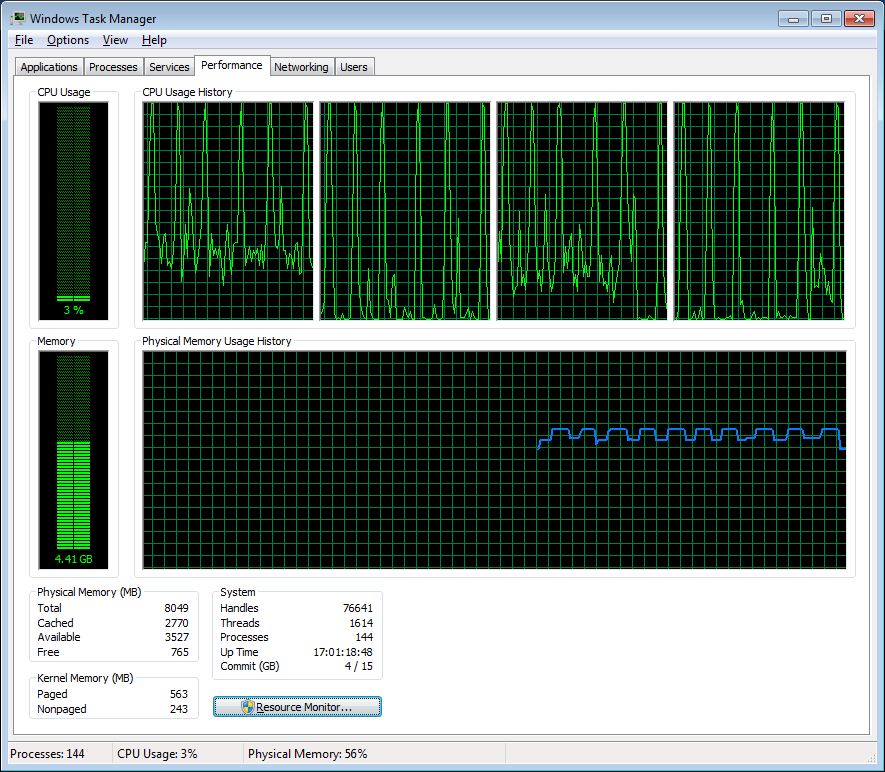 Windows Task Manager
File Options View Help
Applications Processes Services Performance Networking Users
CPU Usage CPU Usage History
3 %
Memory Physical Memory Usage History
4.41 GB
Physical Memory (MB)
Total 8049
Cached 2770
Available 3527
Free 765
Kernel Memory (MB)
Paged 563
Nonpaged 243
System
Handles 76641
Threads 1614
Processes 144
Up Time 17:01:18:48
Commit (GB) 4 / 15
Resource Monitor...
Processes: 144 CPU Usage: 3% Physical Memory: 56%